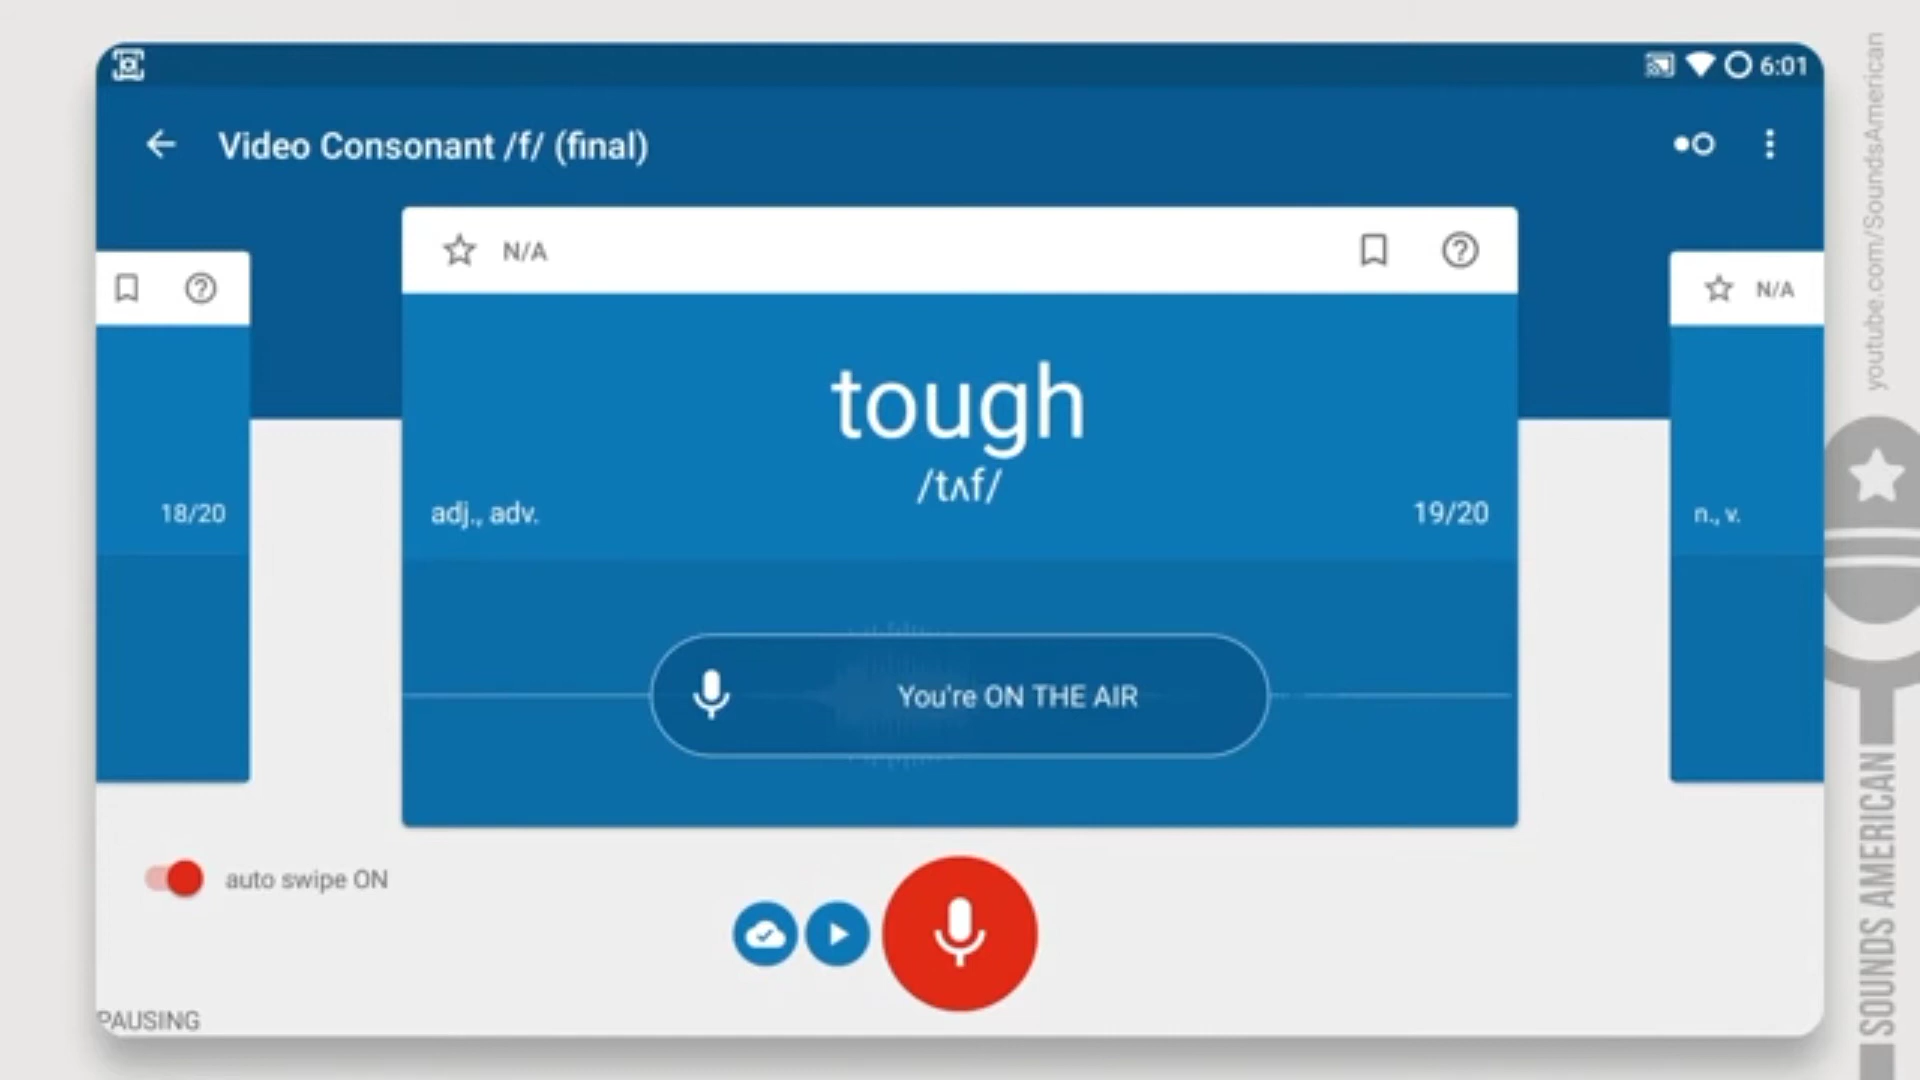 6:01
Video Consonant /f/ (final)
N/A
N/A
tough
/tʌf/
18/20
adj., adv.
19/20
n., v.
You're ON THE AIR
auto swipe ON
PAUSING
youtube.com/SoundsAmerican
SOUNDS AMERICAN